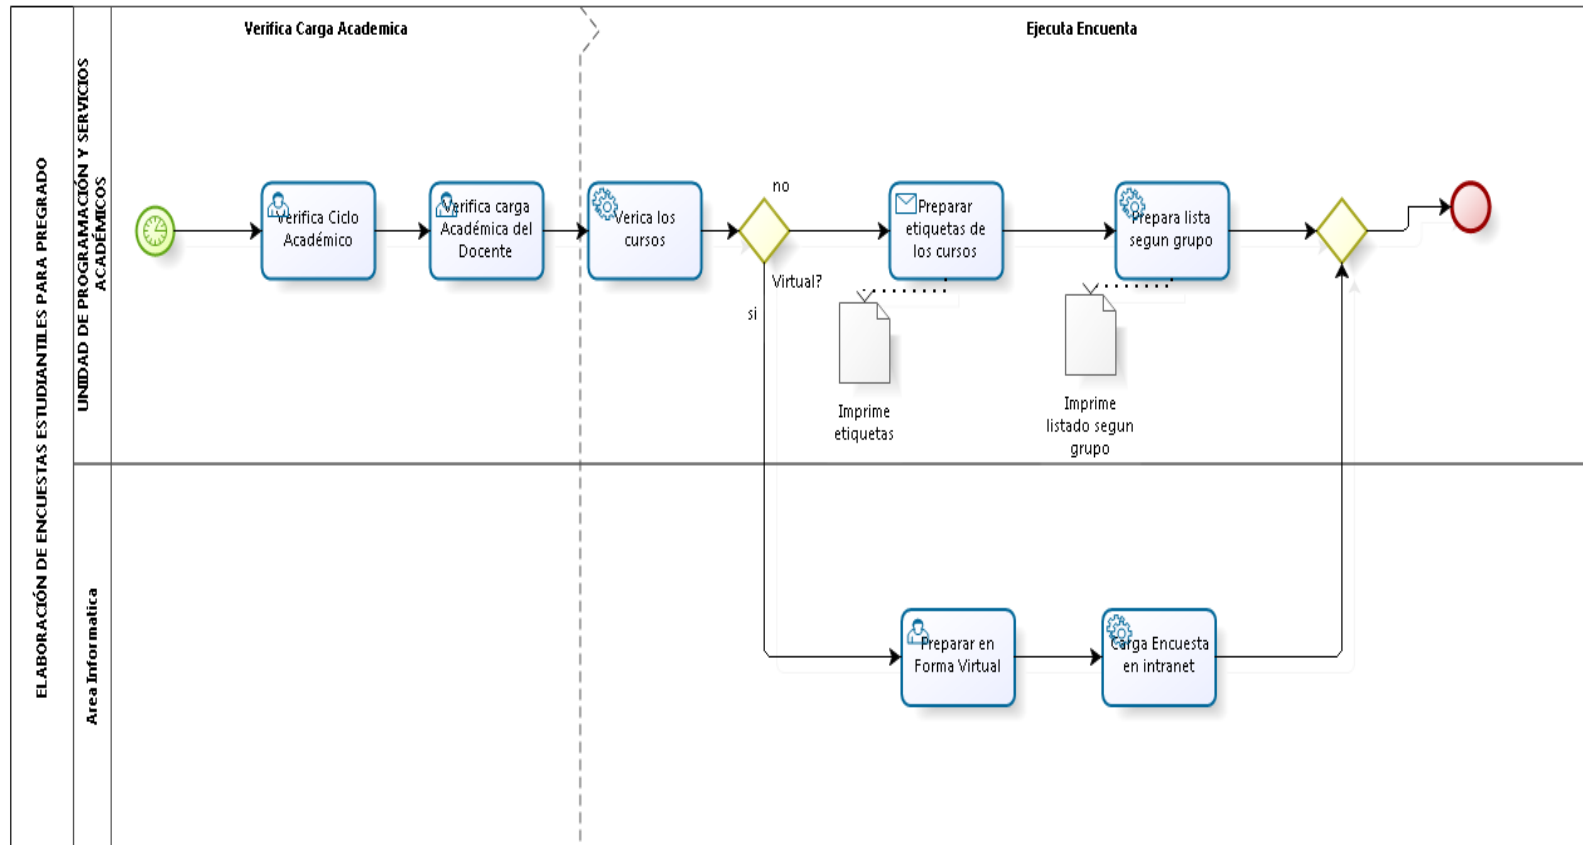 Verifica Carga Academica
Ejecuta Encuenta
ELABORACIÓN DE ENCUESTAS ESTUDIANTILES PARA PREGRADO
UNIDAD DE PROGRAMACIÓN Y SERVICIOS
ACADÉMICOS
Verifica Ciclo
Académico
Verifica carga
Académica del
Docente
Verica los
cursos
no
Virtual?
si
Preparar
etiquetas de
los cursos
Prepara lista
segun grupo
Imprime
etiquetas
Imprime
listado segun
grupo
Area Informatica
Preparar en
Forma Virtual
Carga Encuesta
en intranet